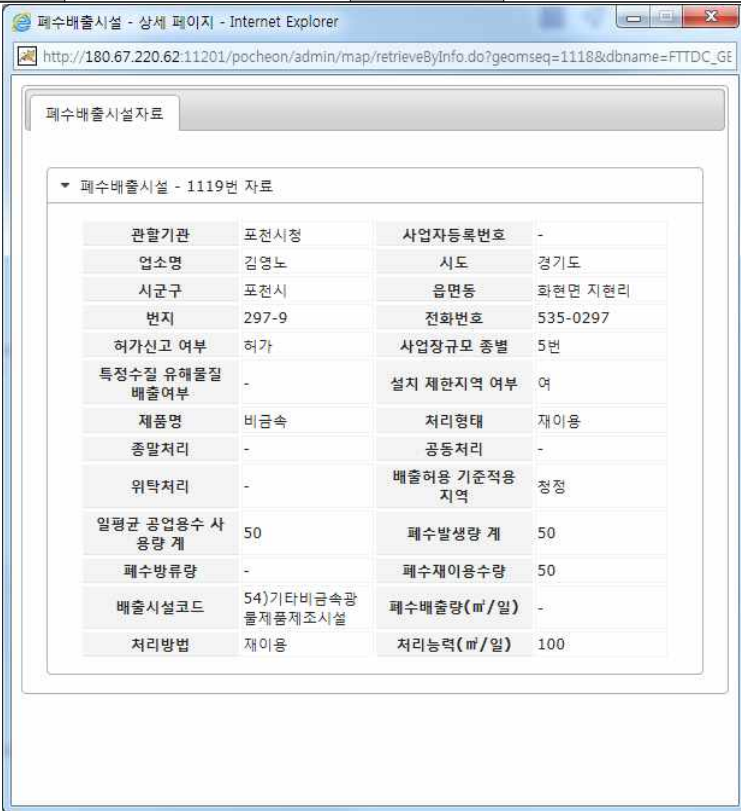 폐수배출시설 - 상세 페이지 - Internet Explorer
http://180.67.220.62:11201/pocheon/admin/map/retrieveByInfo.do?geomseq=1118&dbname=FTTDC_GE
폐수배출시설자료
폐수배출시설 - 1119번 자료
관할기관 포천시청 사업자등록번호 -
업소명 김영노 시도 경기도
시군구 포천시 읍면동 화현면 지현리
번지 297-9 전화번호 535-0297
허가신고 여부 허가 사업장규모 종별 5번
특정수질 유해물질
배출여부 - 설치 제한지역 여부 여
제품명 비금속 처리형태 재이용
종말처리 - 공동처리 -
위탁처리 - 배출허용 기준적용
지역 청정
일평균 공업용수 사
용량 계 50 폐수발생량 계 50
폐수방류량 - 폐수재이용수량 50
배출시설코드 54)기타비금속광
물제품제조시설 폐수배출량(㎥/일) -
처리방법 재이용 처리능력(㎥/일) 100